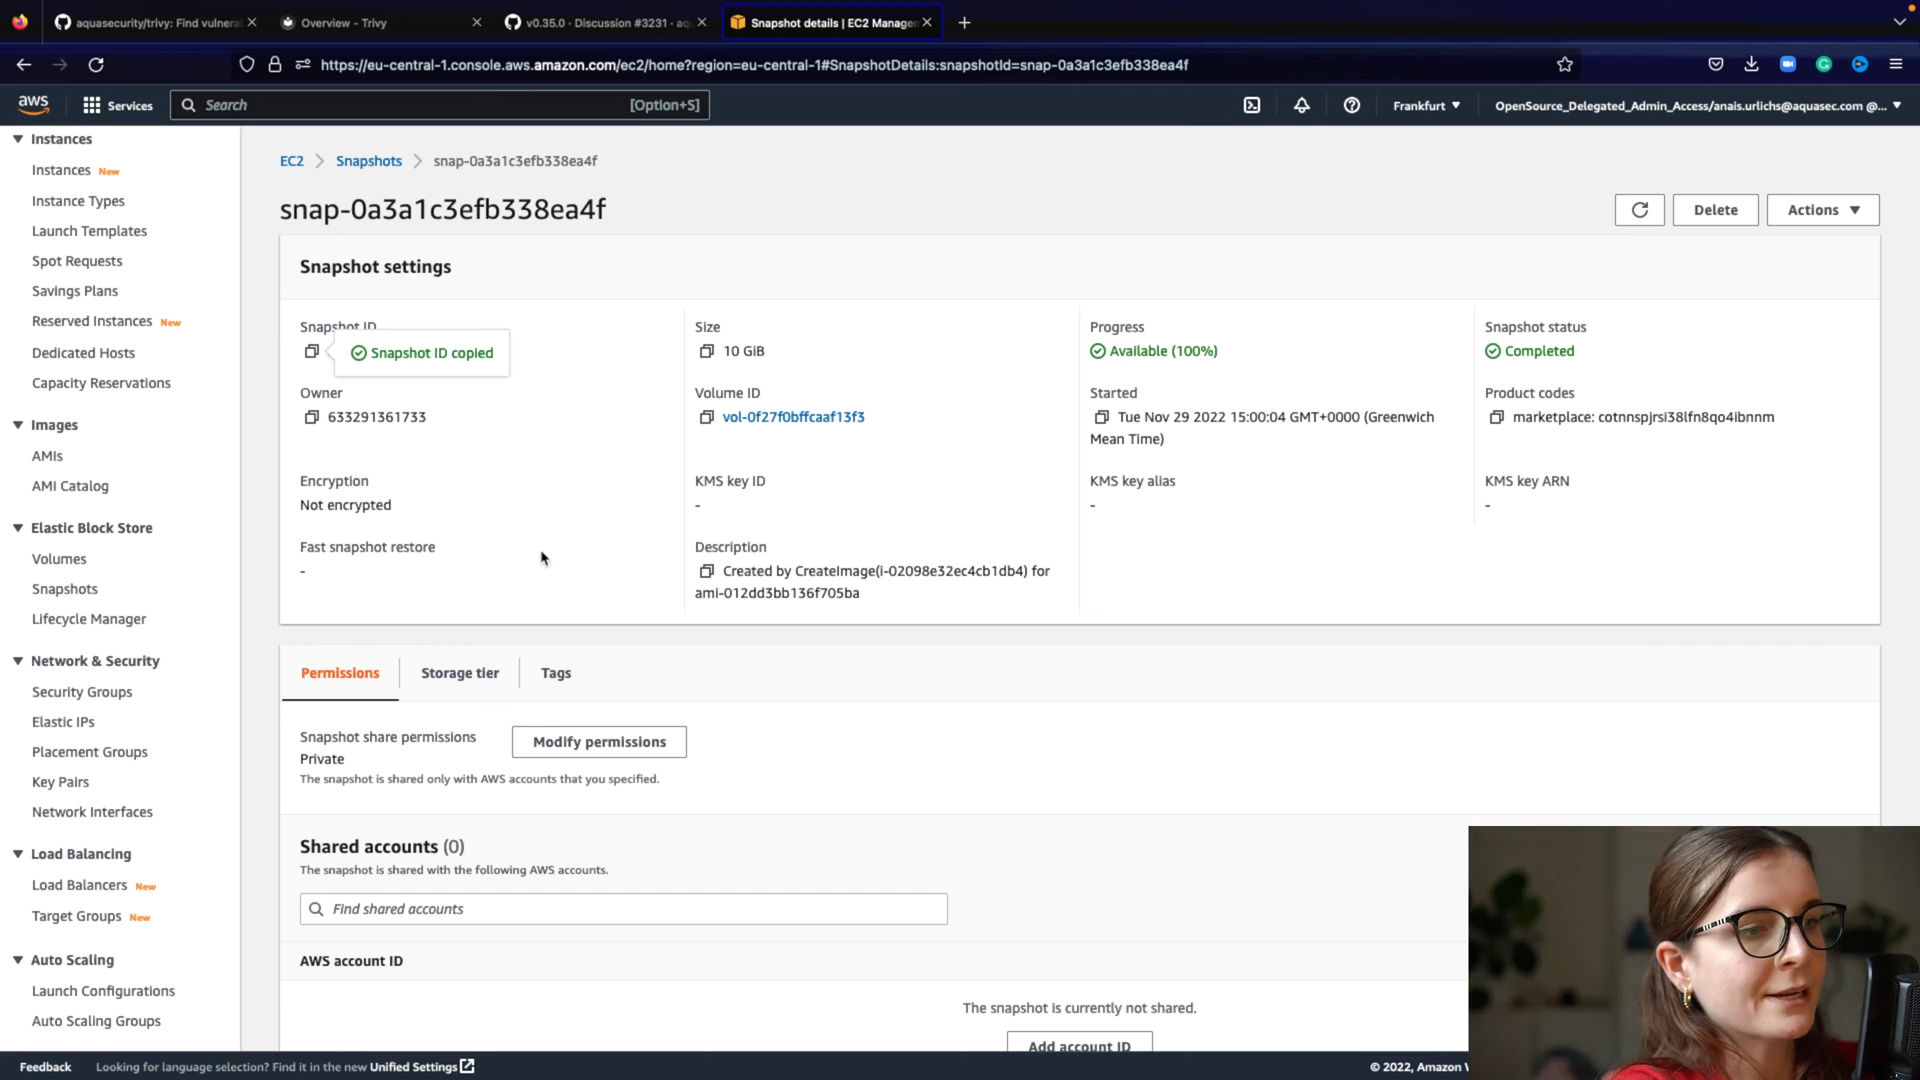 aquasecurity/trivy: Find vulnera
Overview - Trivy
v0.35.0 · Discussion #3231 · aq
Snapshot details | EC2 Manage
https://eu-central-1.console.aws.amazon.com/ec2/home?region=eu-central-1#SnapshotDetails:snapshotId=snap-0a3a1c3efb338ea4f
aws
Services
Search
[Option+S]
Frankfurt
OpenSource_Delegated_Admin_Access/anais.urlichs@aquasec.com @...
Instances
Instances New
Instance Types
Launch Templates
Spot Requests
Savings Plans
Reserved Instances New
Dedicated Hosts
Capacity Reservations
Images
AMIs
AMI Catalog
Elastic Block Store
Volumes
Snapshots
Lifecycle Manager
Network & Security
Security Groups
Elastic IPs
Placement Groups
Key Pairs
Network Interfaces
Load Balancing
Load Balancers New
Target Groups New
Auto Scaling
Launch Configurations
Auto Scaling Groups
EC2 > Snapshots > snap-0a3a1c3efb338ea4f
snap-0a3a1c3efb338ea4f
Delete
Actions
Snapshot settings
Snapshot ID
Snapshot ID copied
Size
10 GiB
Progress
Available (100%)
Snapshot status
Completed
Owner
633291361733
Volume ID
vol-0f27f0bffcaaf13f3
Started
Tue Nov 29 2022 15:00:04 GMT+0000 (Greenwich
Mean Time)
Product codes
marketplace: cotnnspjrsi38lfn8qo4ibnnm
Encryption
Not encrypted
KMS key ID
-
KMS key alias
-
KMS key ARN
-
Fast snapshot restore
-
Description
Created by CreateImage(i-02098e32ec4cb1db4) for
ami-012dd3bb136f705ba
Permissions
Storage tier
Tags
Snapshot share permissions
Private
Modify permissions
The snapshot is shared only with AWS accounts that you specified.
Shared accounts (0)
The snapshot is shared with the following AWS accounts.
Find shared accounts
AWS account ID
The snapshot is currently not shared.
Add account ID
Feedback
Looking for language selection? Find it in the new Unified Settings
© 2022, Amazon